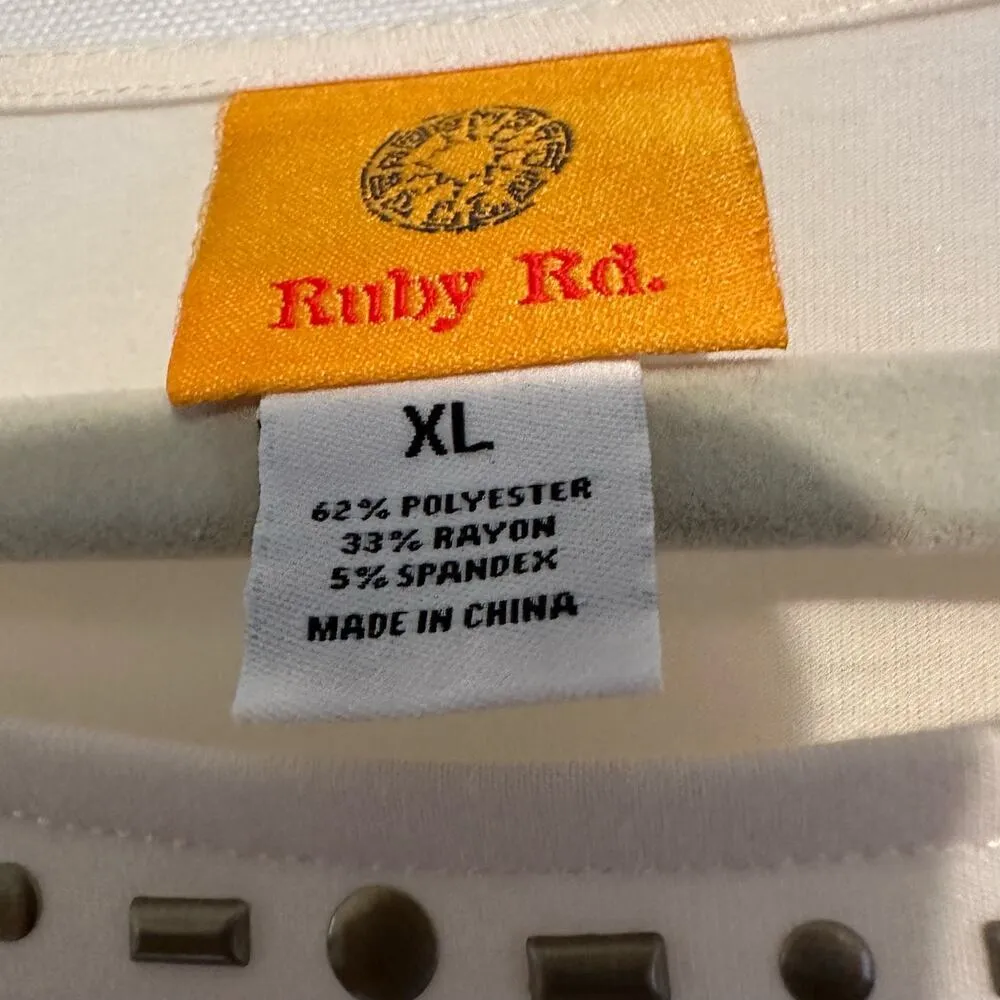 Ruby Rd.
XL
62% POLYESTER
33% RAYON
5% SPANDEX
MADE IN CHINA